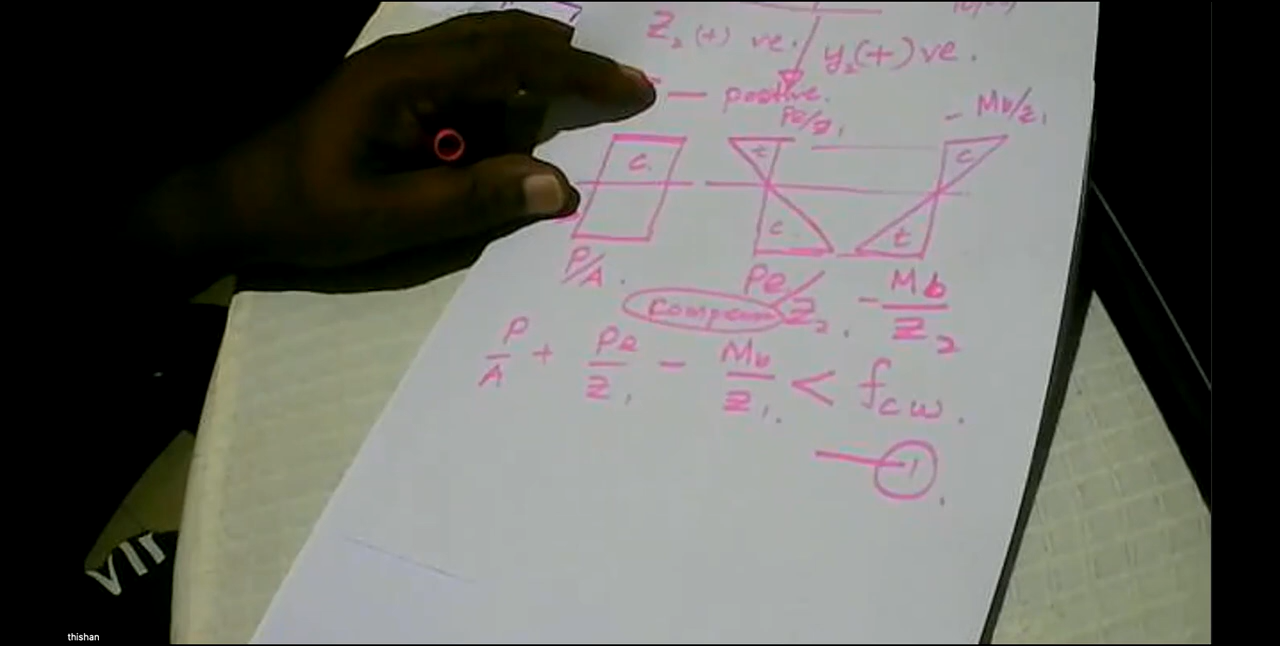 Z₂ (+) ve. y₂(+) ve.
— positive.
Pe/z₁ - Mb/z₁
c. t c
c t
P/A. Pe/Z₂. -Mb/Z₂
P/A + Pe/Z₁ - Mb/Z₁. < fcw.
— 1.
VII
thishan